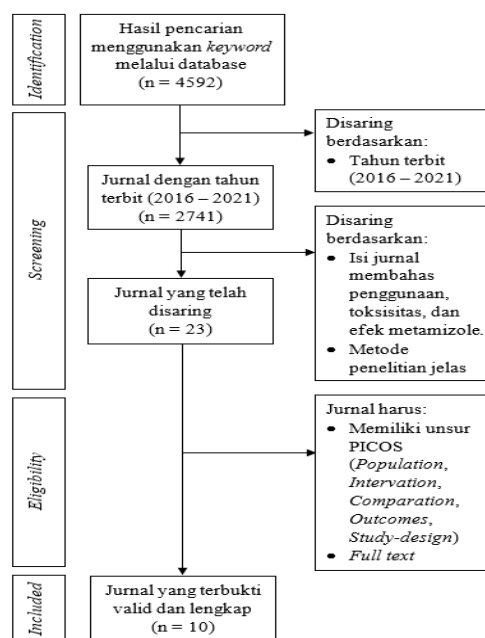 Identification
Hasil pencarian
menggunakan keyword
melalui database
(n = 4592)
Disaring
berdasarkan:
• Tahun terbit
(2016 – 2021)
Screening
Jurnal dengan tahun
terbit (2016 – 2021)
(n = 2741)
Disaring
berdasarkan:
• Isi jurnal
membahas
penggunaan,
toksisitas, dan
efek metamizole.
• Metode
penelitian jelas
Jurnal yang telah
disaring
(n = 23)
Eligibility
Jurnal harus:
• Memiliki unsur
PICOS
(Population,
Intervation,
Comparation,
Outcomes,
Study-design)
• Full text
Included
Jurnal yang terbukti
valid dan lengkap
(n = 10)